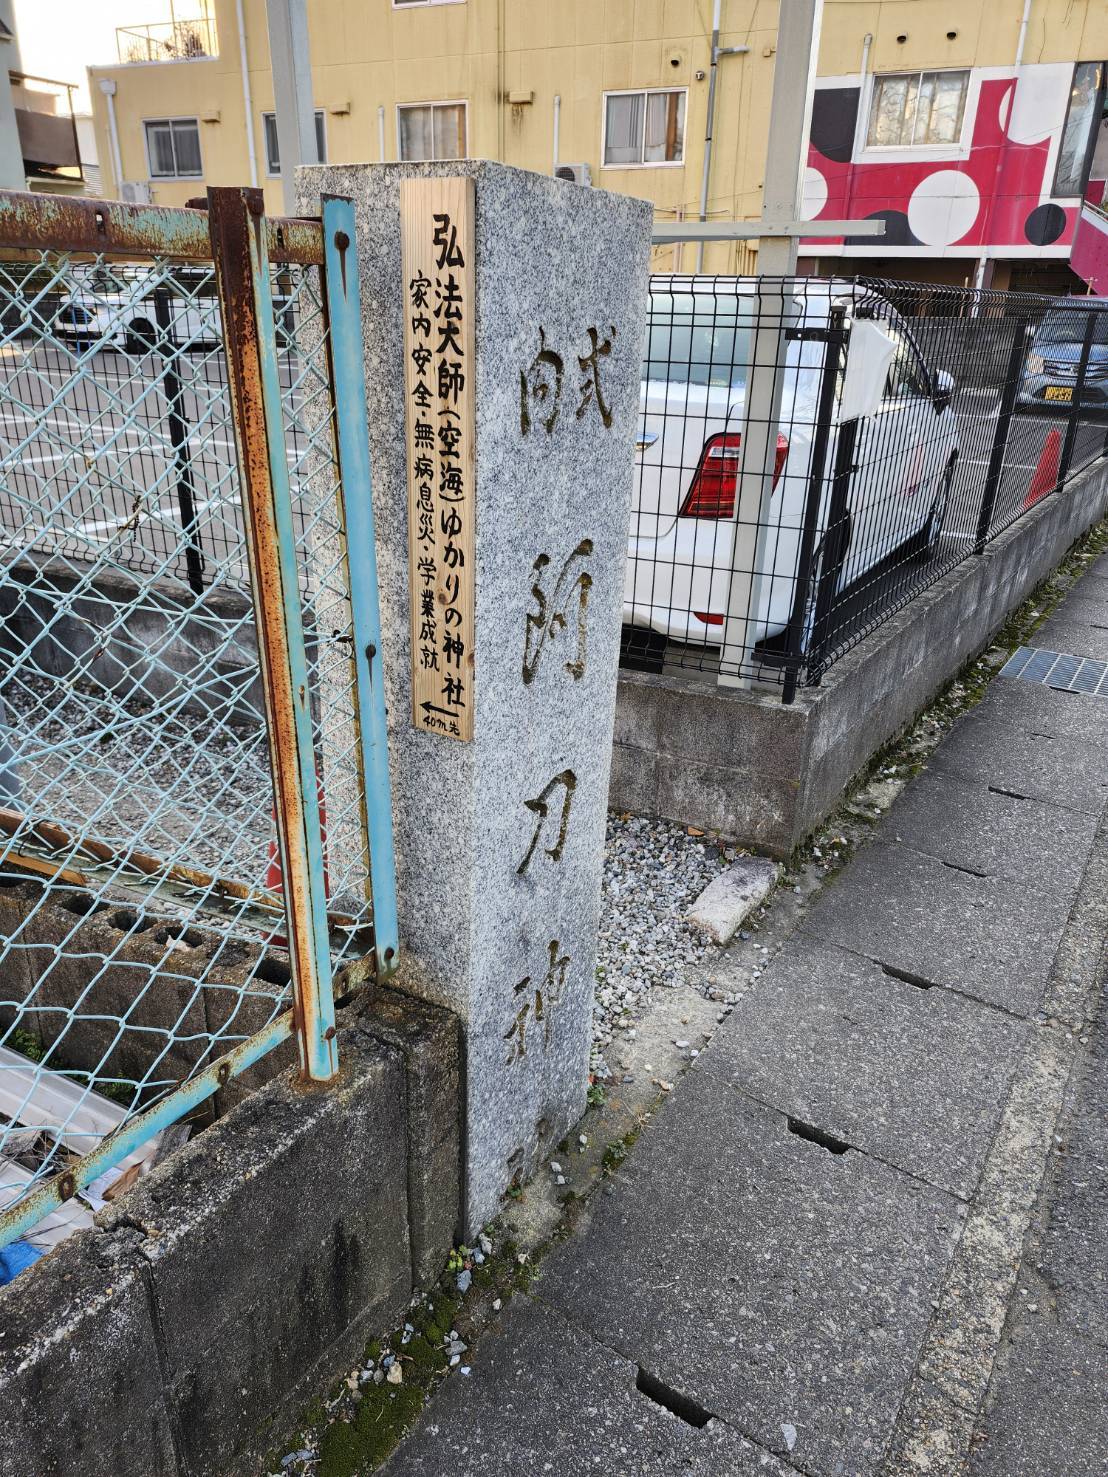 弘法大師(空海)ゆかりの神社
家内安全・無病息災・学業成就
40m先
式内
阿刀神